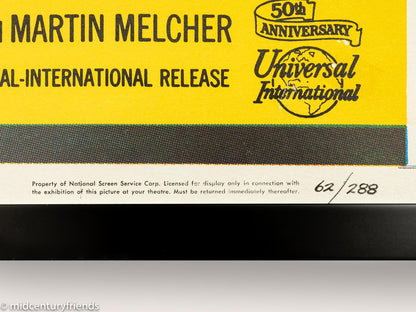 MARTIN MELCHER
AL-INTERNATIONAL RELEASE
50th
ANNIVERSARY
Universal
International
Property of National Screen Service Corp. Licensed for display only in connection with
the exhibition of this picture at your theatre. Must be returned immediately thereafter.
62/288
© midcenturyfriends